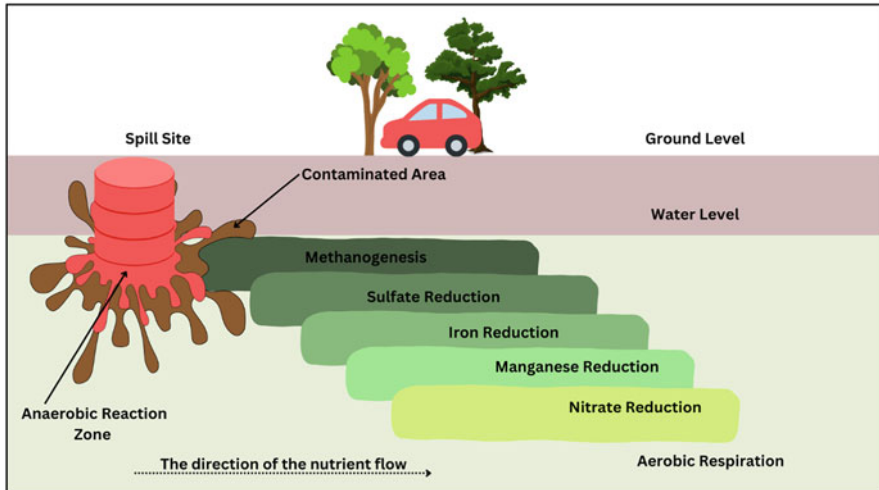 Spill Site
Ground Level
Contaminated Area
Water Level
Methanogenesis
Sulfate Reduction
Iron Reduction
Manganese Reduction
Nitrate Reduction
Anaerobic Reaction
Zone
Aerobic Respiration
The direction of the nutrient flow